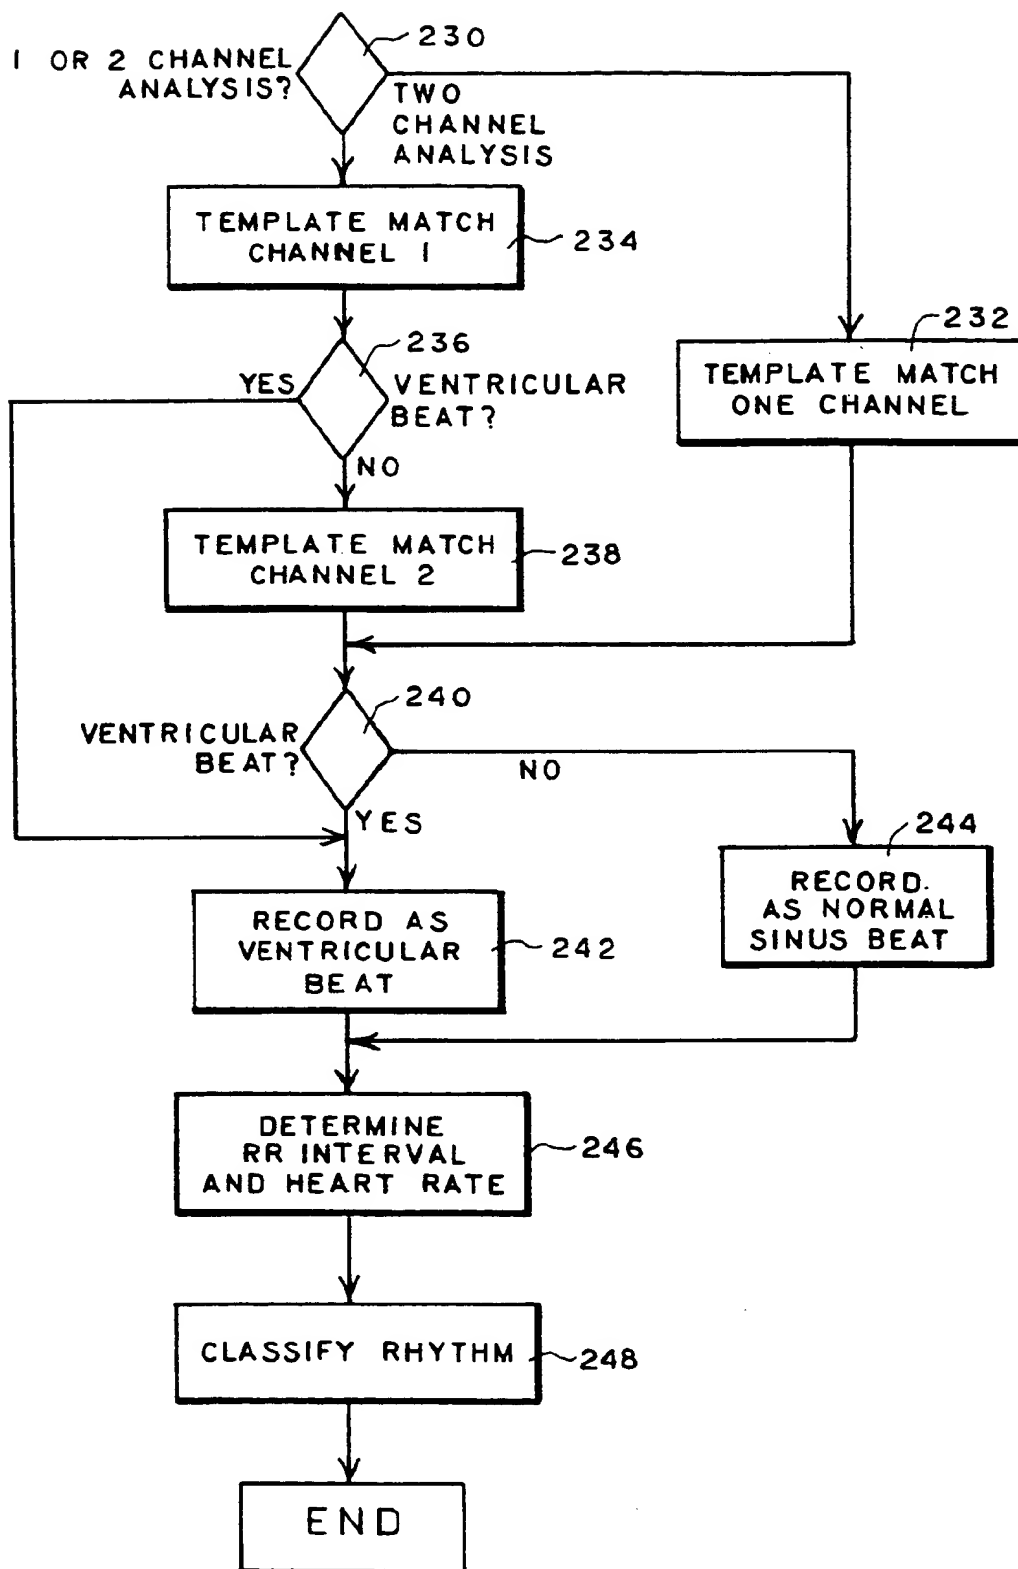 230
1 OR 2 CHANNEL
ANALYSIS?
TWO
CHANNEL
ANALYSIS
TEMPLATE MATCH
CHANNEL 1
234
232
TEMPLATE MATCH
ONE CHANNEL
236
YES
VENTRICULAR
BEAT?
NO
TEMPLATE MATCH
CHANNEL 2
238
240
VENTRICULAR
BEAT?
NO
YES
244
RECORD.
AS NORMAL
SINUS BEAT
RECORD AS
VENTRICULAR
BEAT
242
DETERMINE
RR INTERVAL
AND HEART RATE
246
CLASSIFY RHYTHM
248
END